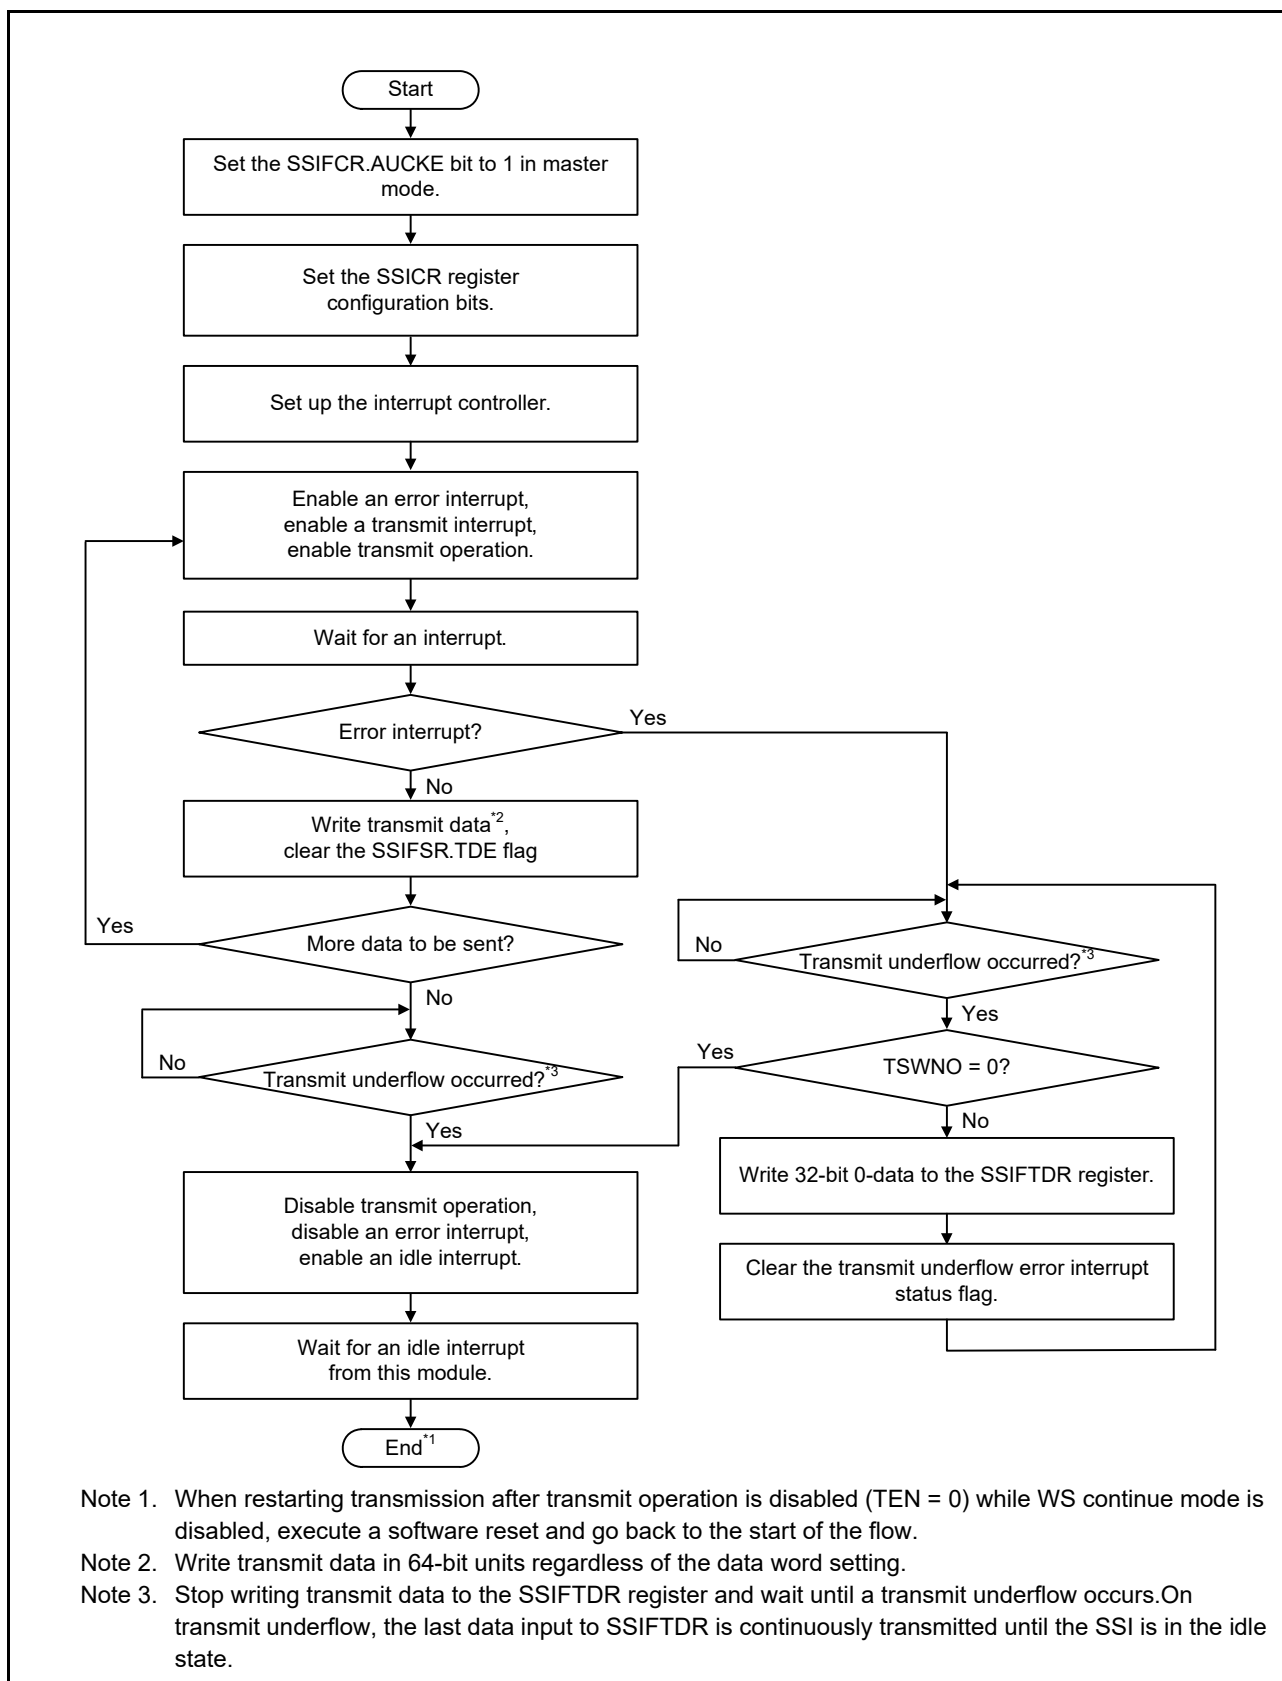 Start
Set the SSIFCR.AUCKE bit to 1 in master
mode.
Set the SSICR register
configuration bits.
Set up the interrupt controller.
Enable an error interrupt,
enable a transmit interrupt,
enable transmit operation.
Wait for an interrupt.
Error interrupt?
Yes
No
Write transmit data*2,
clear the SSIFSR.TDE flag
More data to be sent?
Yes
No
Transmit underflow occurred?*3
No
Yes
Transmit underflow occurred?*3
No
Yes
TSWNO = 0?
Yes
No
Write 32-bit 0-data to the SSIFTDR register.
Clear the transmit underflow error interrupt
status flag.
Disable transmit operation,
disable an error interrupt,
enable an idle interrupt.
Wait for an idle interrupt
from this module.
End*1
Note 1. When restarting transmission after transmit operation is disabled (TEN = 0) while WS continue mode is
disabled, execute a software reset and go back to the start of the flow.
Note 2. Write transmit data in 64-bit units regardless of the data word setting.
Note 3. Stop writing transmit data to the SSIFTDR register and wait until a transmit underflow occurs.On
transmit underflow, the last data input to SSIFTDR is continuously transmitted until the SSI is in the idle
state.